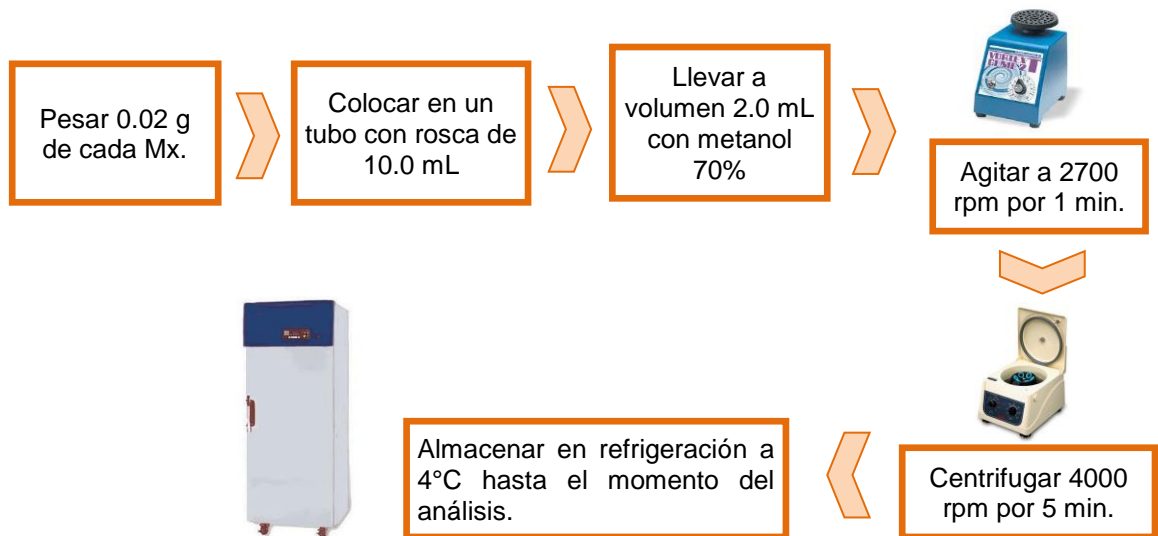 Pesar 0.02 g
de cada Mx.
Colocar en un
tubo con rosca de
10.0 mL
Llevar a
volumen 2.0 mL
con metanol
70%
VORTEX
Agitar a 2700
rpm por 1 min.
Centrifugar 4000
rpm por 5 min.
Almacenar en refrigeración a
4°C hasta el momento del
análisis.